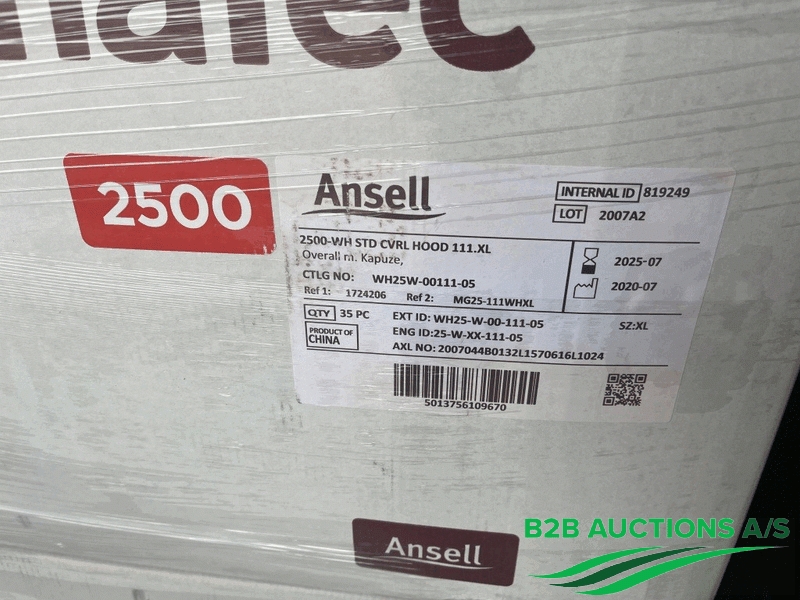 2500
Ansell
INTERNAL ID 819249
LOT 2007A2
2500-WH STD CVRL HOOD 111.XL
Overall m. Kapuze,
2025-07
CTLG NO: WH25W-00111-05
2020-07
Ref 1: 1724206 Ref 2: MG25-111WHXL
QTY 35 PC EXT ID: WH25-W-00-111-05 SZ:XL
PRODUCT OF
CHINA
ENG ID:25-W-XX-111-05
AXL NO: 2007044B0132L1570616L1024
5013756109670
Ansell
B2B AUCTIONS A/S